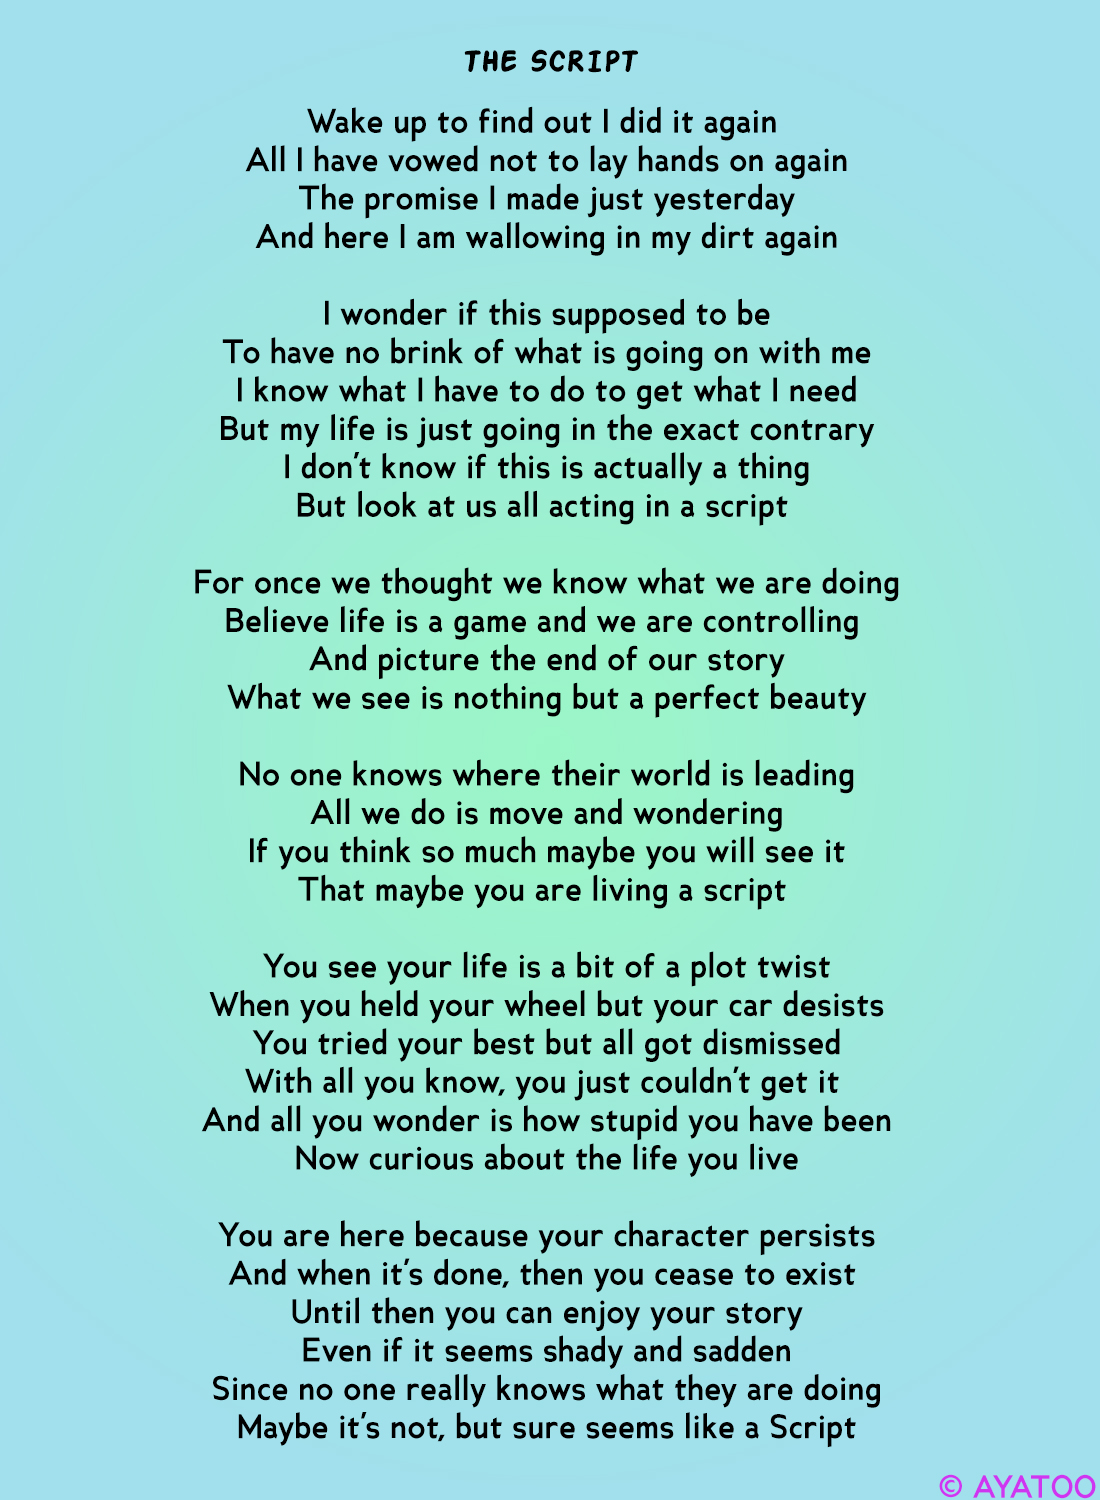 THE SCRIPT
Wake up to find out I did it again
All I have vowed not to lay hands on again
The promise I made just yesterday
And here I am wallowing in my dirt again
I wonder if this supposed to be
To have no brink of what is going on with me
I know what I have to do to get what I need
But my life is just going in the exact contrary
I don't know if this is actually a thing
But look at us all acting in a script
For once we thought we know what we are doing
Believe life is a game and we are controlling
And picture the end of our story
What we see is nothing but a perfect beauty
No one knows where their world is leading
All we do is move and wondering
If you think so much maybe you will see it
That maybe you are living a script
You see your life is a bit of a plot twist
When you held your wheel but your car desists
You tried your best but all got dismissed
With all you know, you just couldn't get it
And all you wonder is how stupid you have been
Now curious about the life you live
You are here because your character persists
And when it's done, then you cease to exist
Until then you can enjoy your story
Even if it seems shady and sadden
Since no one really knows what they are doing
Maybe it's not, but sure seems like a Script
© AYATOO